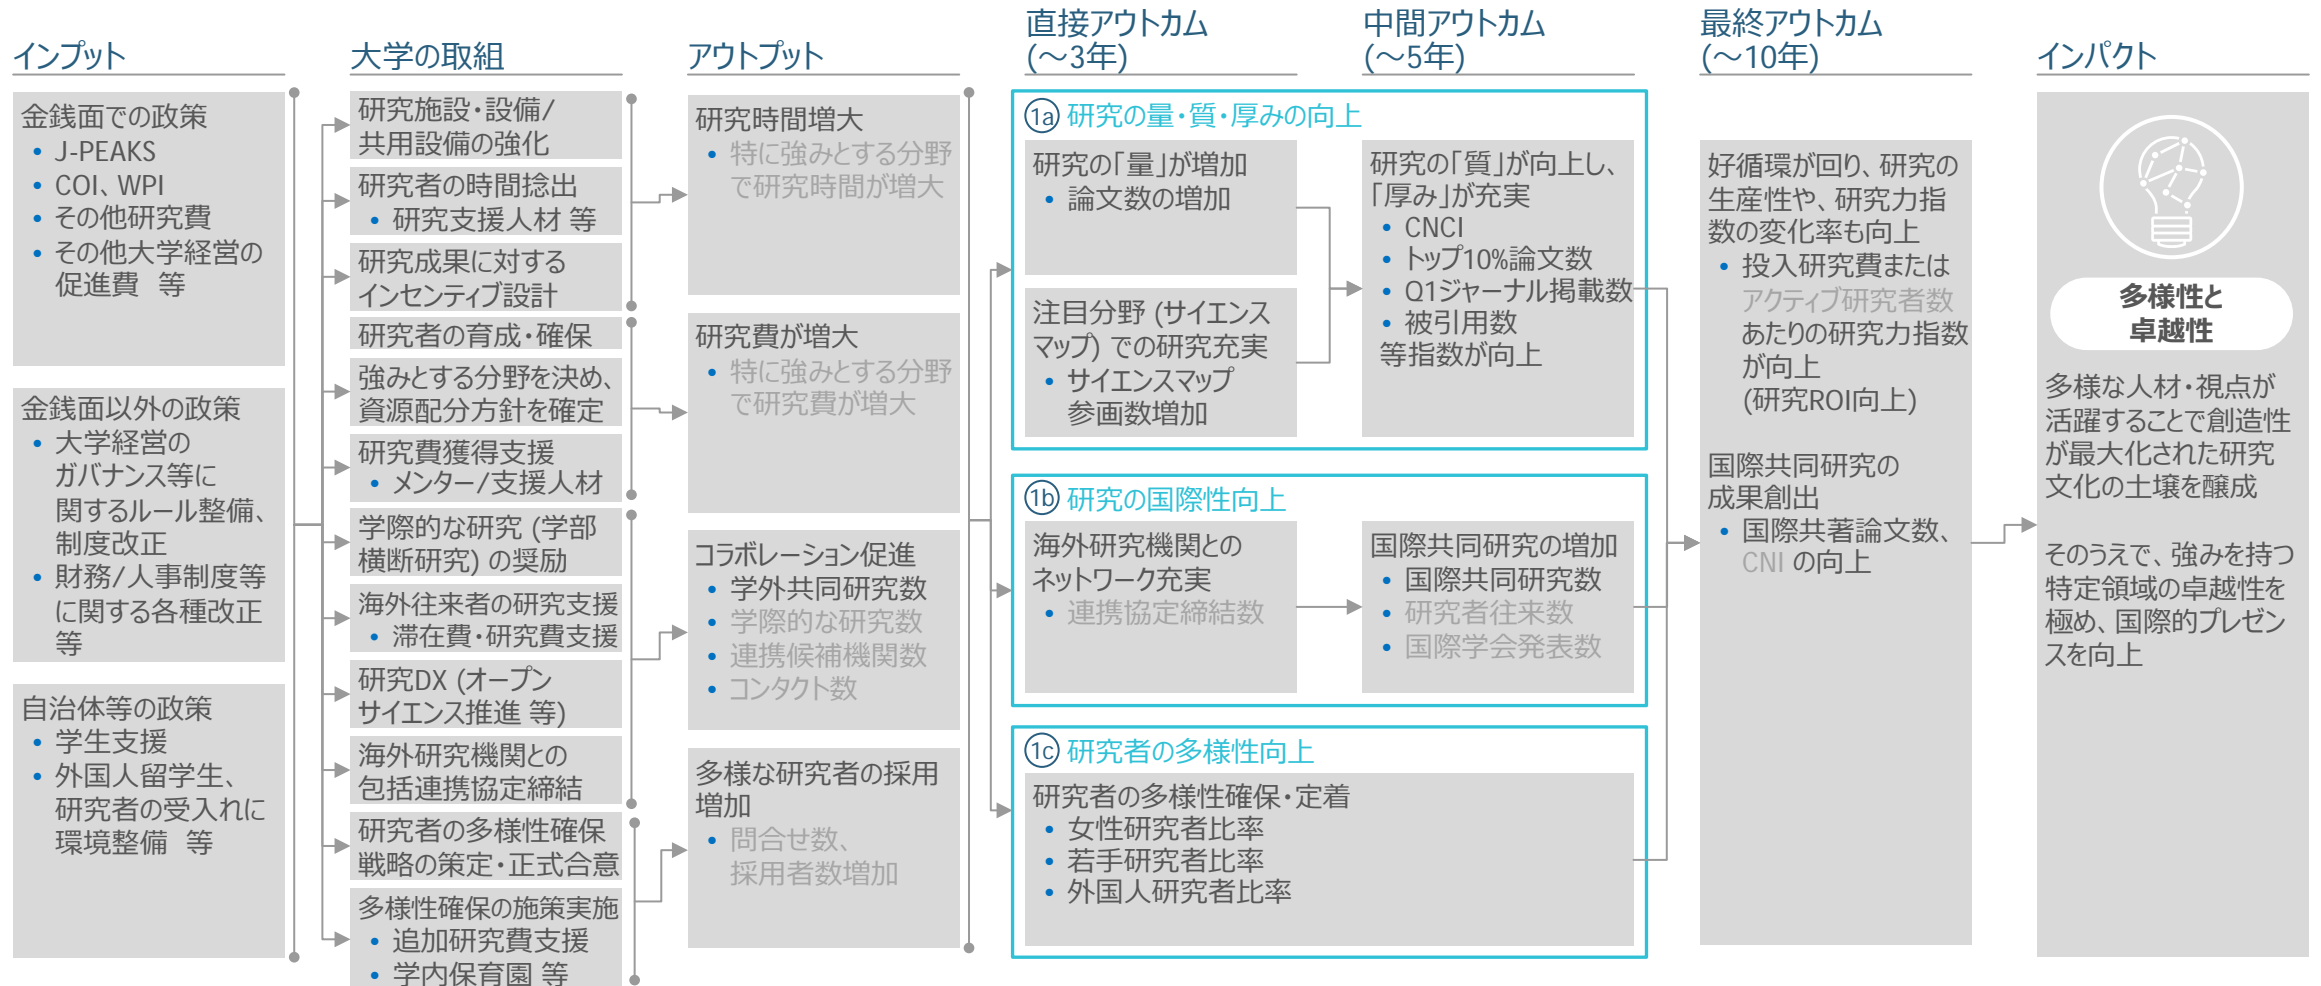 インプット
金銭面での政策
• J-PEAKS
• COI、WPI
• その他研究費
• その他大学経営の
促進費 等
金銭面以外の政策
• 大学経営の
ガバナンス等に
関するルール整備、
制度改正
• 財務/人事制度等
に関する各種改正
等
自治体等の政策
• 学生支援
• 外国人留学生、
研究者の受入れに
環境整備 等
大学の取組
研究施設・設備/
共用設備の強化
研究者の時間捻出
• 研究支援人材 等
研究成果に対する
インセンティブ設計
研究者の育成・確保
強みとする分野を決め、
資源配分方針を確定
研究費獲得支援
• メンター/支援人材
学際的な研究 (学部
横断研究) の奨励
海外往来者の研究支援
• 滞在費・研究費支援
研究DX (オープン
サイエンス推進 等)
海外研究機関との
包括連携協定締結
研究者の多様性確保
戦略の策定・正式合意
多様性確保の施策実施
• 追加研究費支援
• 学内保育園 等
アウトプット
研究時間増大
• 特に強みとする分野
で研究時間が増大
研究費が増大
• 特に強みとする分野
で研究費が増大
コラボレーション促進
• 学外共同研究数
• 学際的な研究数
• 連携候補機関数
• コンタクト数
多様な研究者の採用
増加
• 問合せ数、
採用者数増加
直接アウトカム
(～3年)
中間アウトカム
(～5年)
1a 研究の量・質・厚みの向上
研究の「量」が増加
• 論文数の増加
注目分野 (サイエンス
マップ) での研究充実
• サイエンスマップ
参画数増加
研究の「質」が向上し、
「厚み」が充実
• CNCI
• トップ10%論文数
• Q1ジャーナル掲載数
• 被引用数
等指数が向上
1b 研究の国際性向上
海外研究機関との
ネットワーク充実
• 連携協定締結数
国際共同研究の増加
• 国際共同研究数
• 研究者往来数
• 国際学会発表数
1c 研究者の多様性向上
研究者の多様性確保・定着
• 女性研究者比率
• 若手研究者比率
• 外国人研究者比率
最終アウトカム
(～10年)
好循環が回り、研究の
生産性や、研究力指
数の変化率も向上
• 投入研究費または
アクティブ研究者数
あたりの研究力指数
が向上
(研究ROI向上)
国際共同研究の
成果創出
• 国際共著論文数、
CNI の向上
インパクト
多様性と
卓越性
多様な人材・視点が
活躍することで創造性
が最大化された研究
文化の土壌を醸成
そのうえで、強みを持つ
特定領域の卓越性を
極め、国際的プレゼン
スを向上